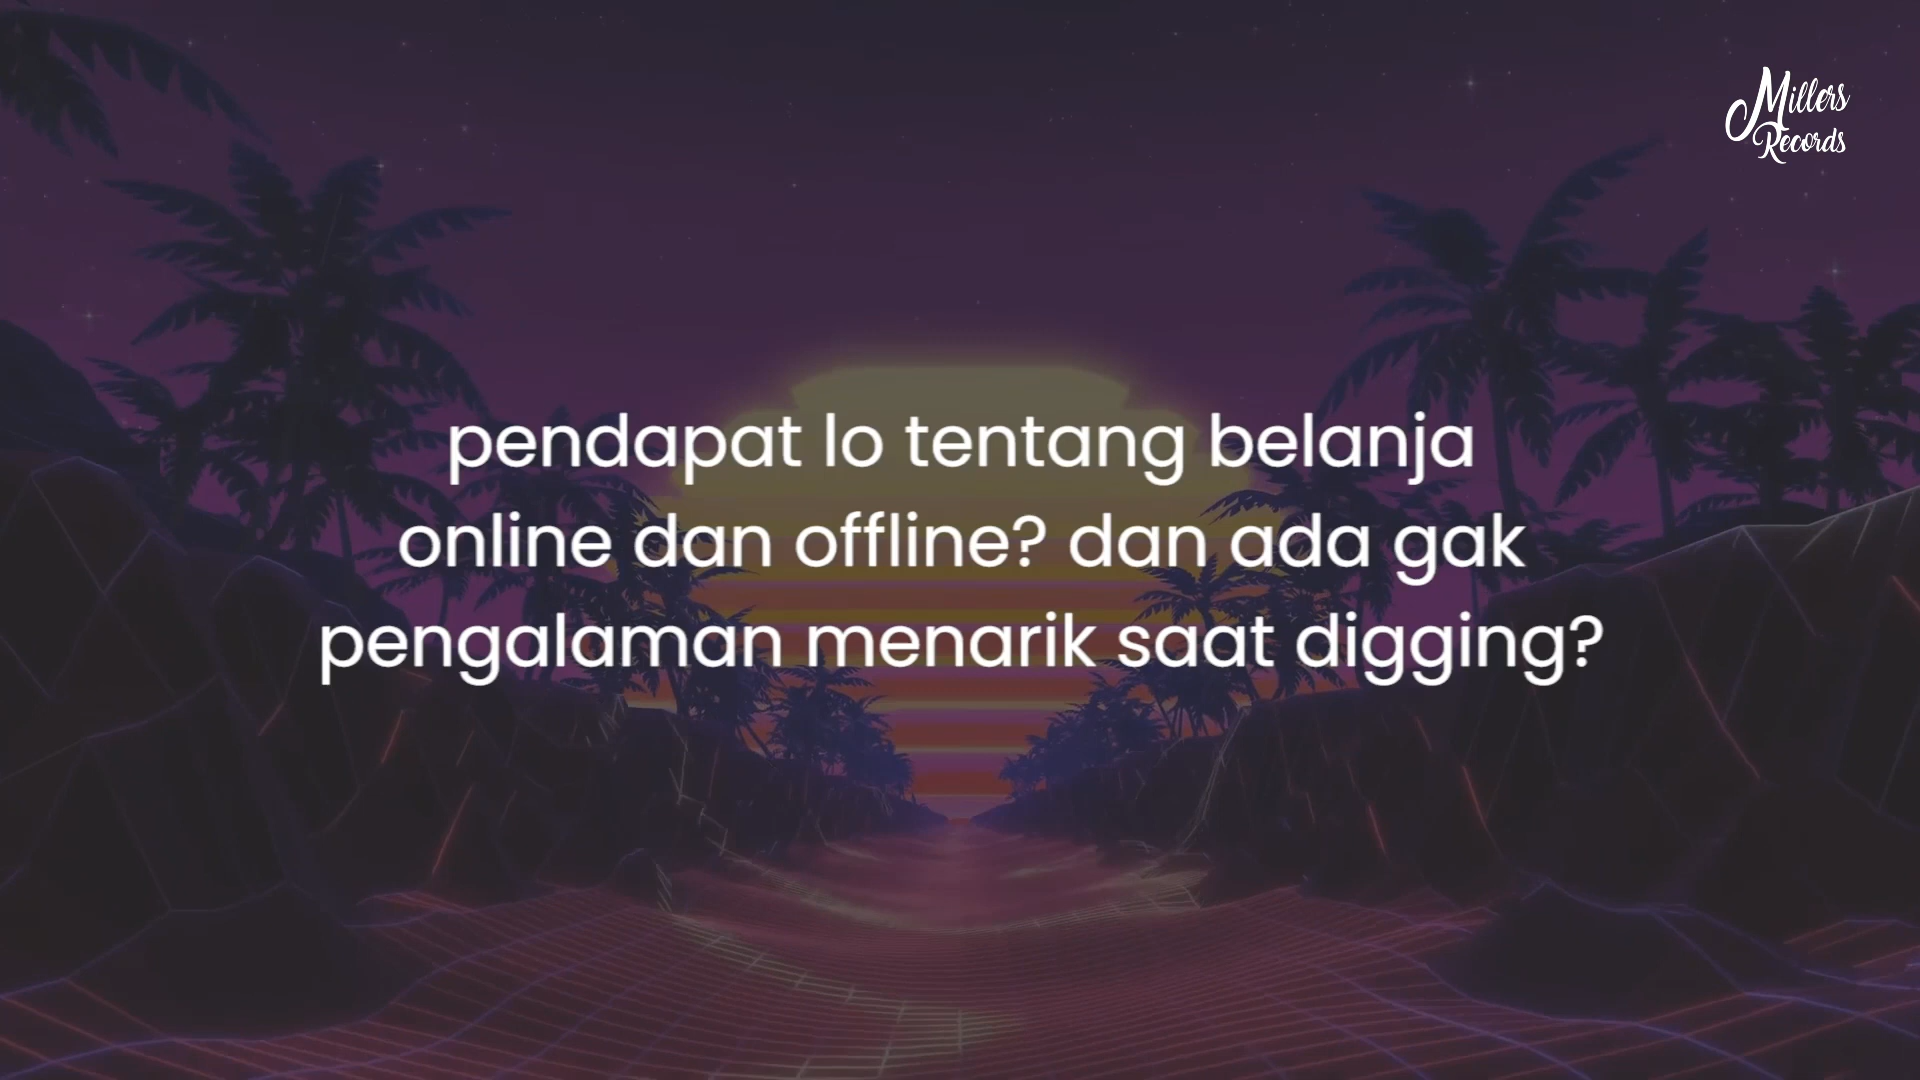 Millers
Records
pendapat lo tentang belanja
online dan offline? dan ada gak
pengalaman menarik saat digging?